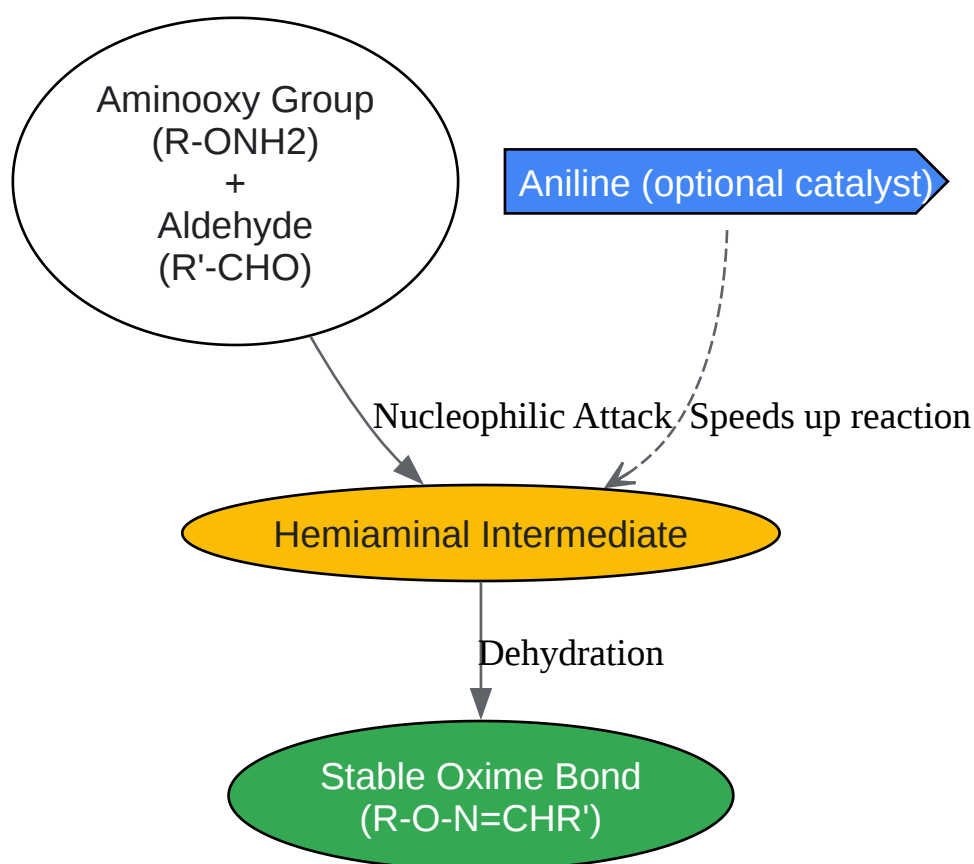 Aminooxy Group
(R-ONH2)
+
Aldehyde
(R'-CHO)
Aniline (optional catalyst)
Nucleophilic Attack
Speeds up reaction
Hemiaminal Intermediate
Dehydration
Stable Oxime Bond
(R-O-N=CHR')